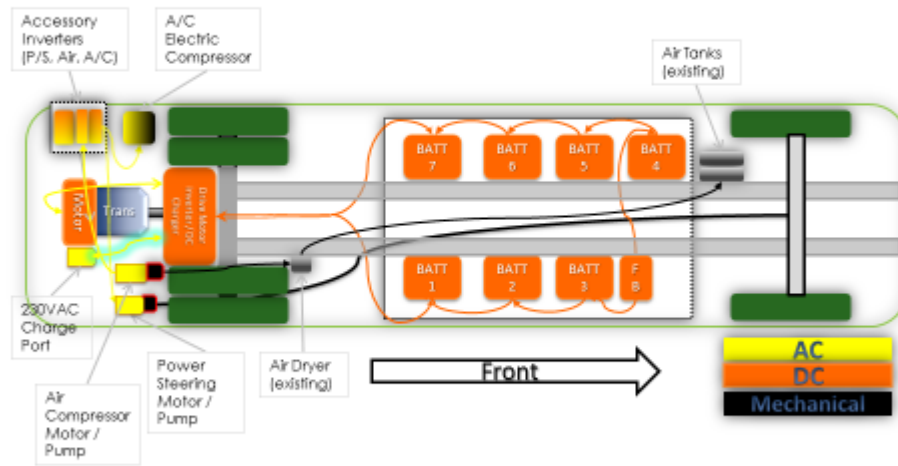 Accessory
Inverters
(P/S, Air, A/C)
A/C
Electric
Compressor
Air Tanks
(existing)
BATT
7
BATT
6
BATT
5
BATT
4
Motor
Trans
Drive Motor
Inverter/DC
Charger
BATT
1
BATT
2
BATT
3
F
B
230VAC
Charge
Port
Air
Compressor
Motor /
Pump
Power
Steering
Motor /
Pump
Air Dryer
(existing)
Front
AC
DC
Mechanical